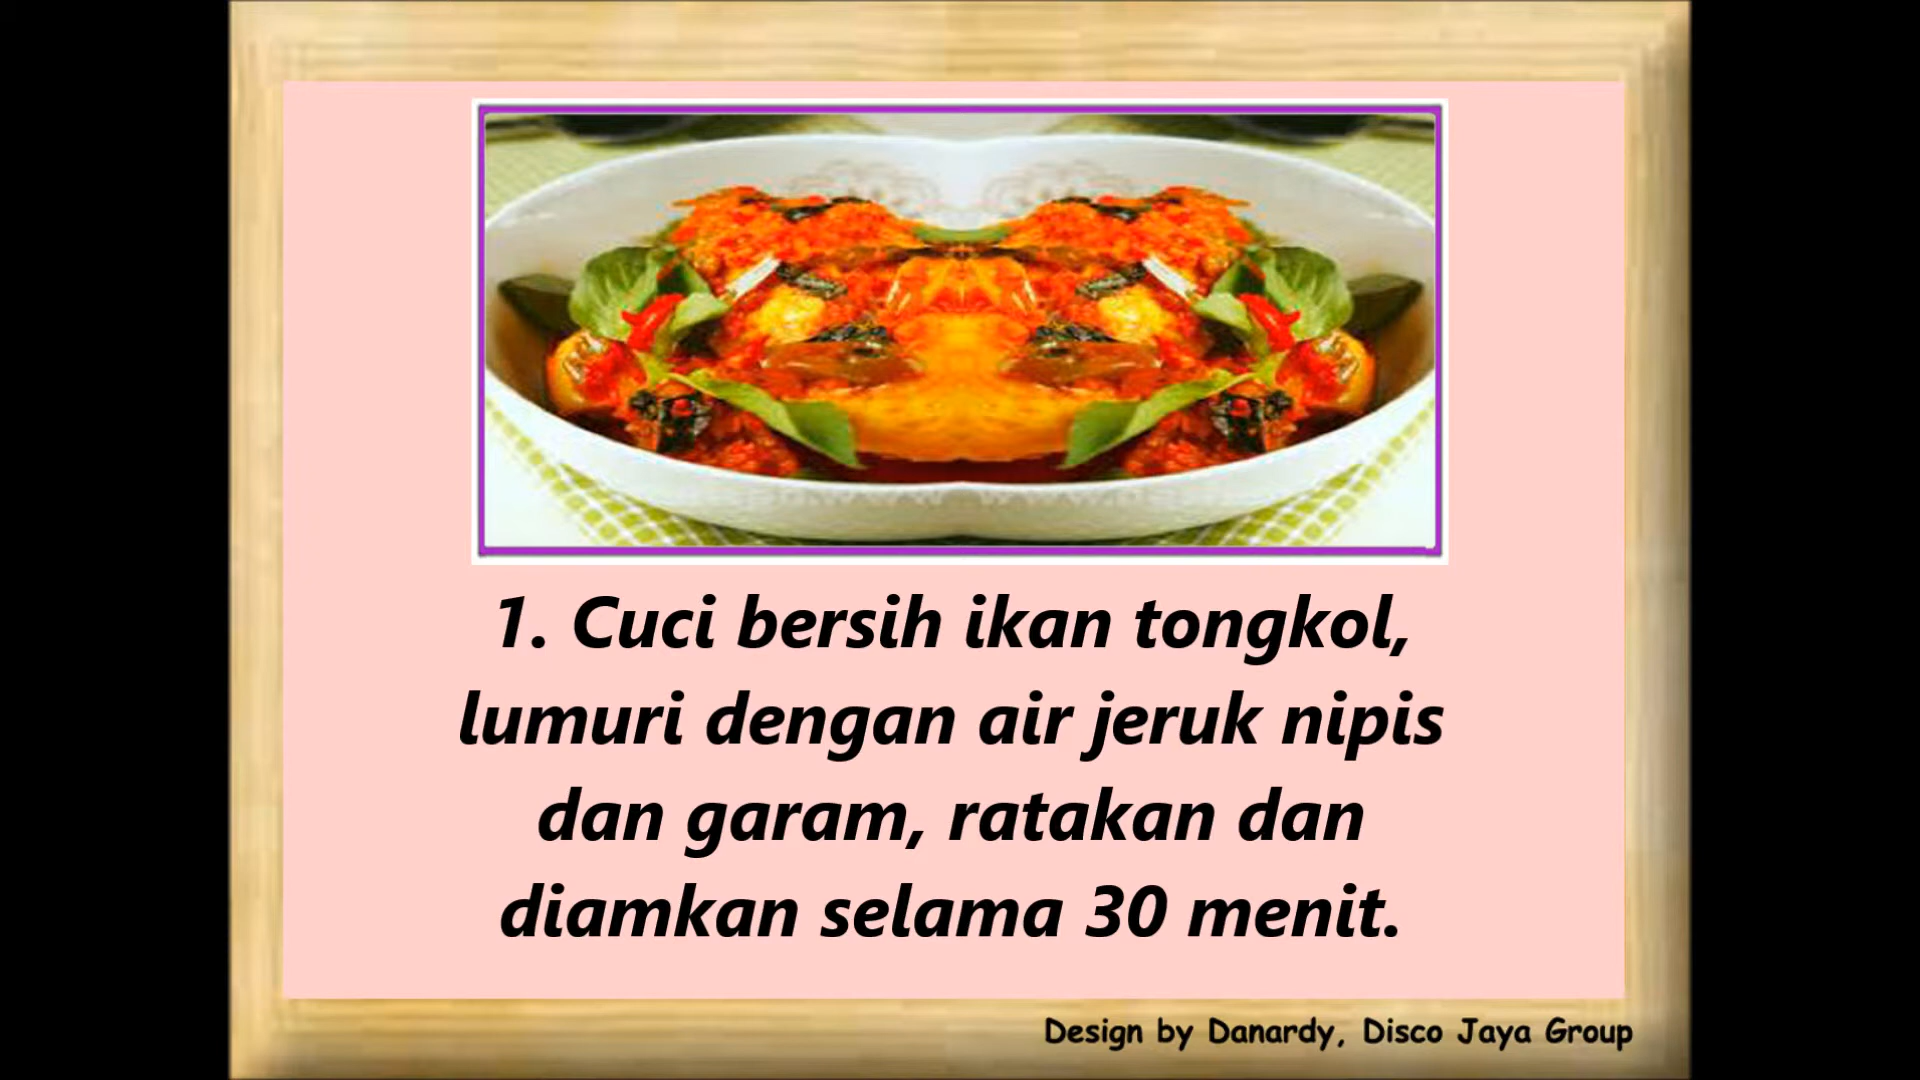 1. Cuci bersih ikan tongkol,
lumuri dengan air jeruk nipis
dan garam, ratakan dan
diamkan selama 30 menit.
Design by Danardy, Disco Jaya Group